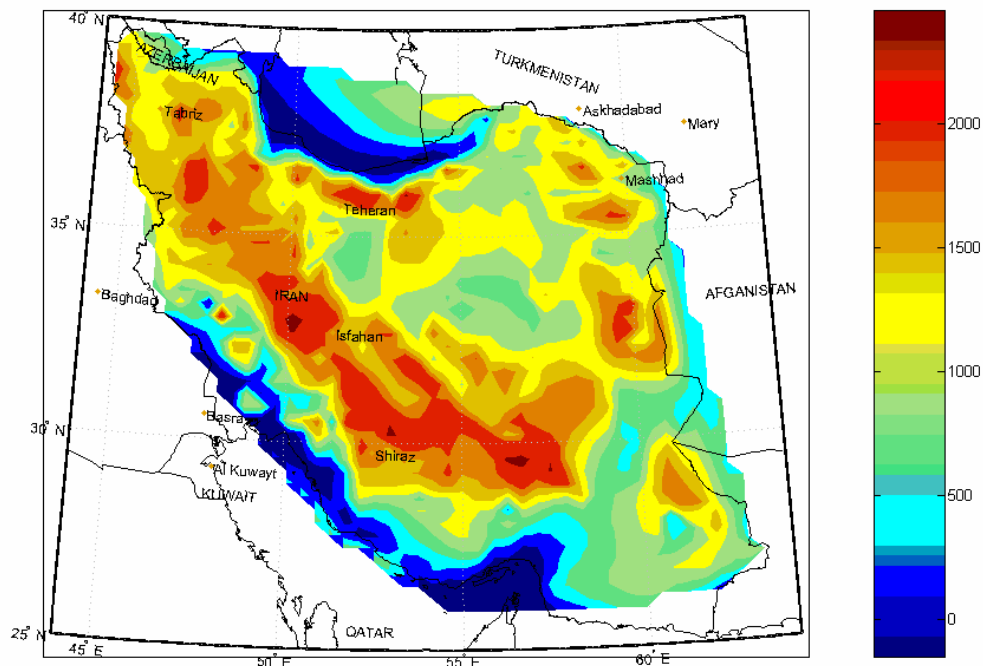 40° N
AZERBAIJAN
TURKMENISTAN
Tabriz
Askhadabad
Mary
2000
Mashhad
Teheran
35° N
1500
Baghdad
IRAN
AFGANISTAN
Isfahan
1000
Basra
30° N
Shiraz
Al Kuwayt
KUWAIT
500
0
25° N
QATAR
45° E
50° E
55° E
60° E